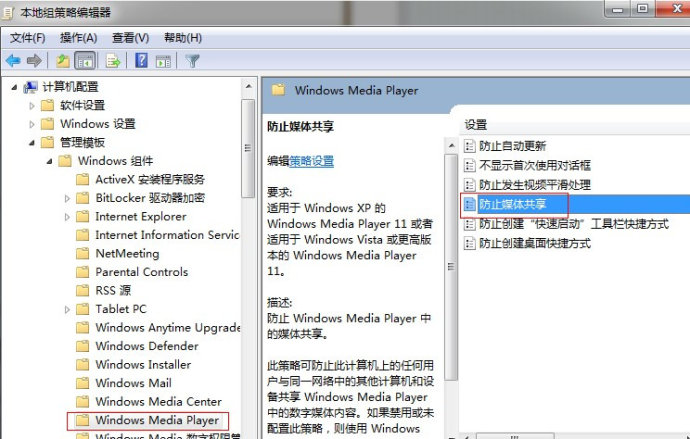 本地组策略编辑器
文件(F) 操作(A) 查看(V) 帮助(H)
计算机配置
软件设置
Windows 设置
管理模板
Windows 组件
ActiveX 安装程序服务
BitLocker 驱动器加密
Internet Explorer
Internet Information Servic
NetMeeting
Parental Controls
RSS 源
Tablet PC
Windows Anytime Upgrade
Windows Defender
Windows Installer
Windows Mail
Windows Media Center
Windows Media Player
Windows Media 数字权限管
Windows Media Player
防止媒体共享
编辑策略设置
要求:
适用于 Windows XP 的
Windows Media Player 11 或者
适用于 Windows Vista 或更高版
本的 Windows Media Player
11。
描述:
防止 Windows Media Player 中
的媒体共享。
此策略可防止此计算机上的任何用
户与同一网络中的其他计算机和设
备共享 Windows Media Player
中的数字媒体内容。如果禁用或未
配置此策略，则使用 Windows
设置
防止自动更新
不显示首次使用对话框
防止发生视频平滑处理
防止媒体共享
防止创建“快速启动”工具栏快捷方式
防止创建桌面快捷方式